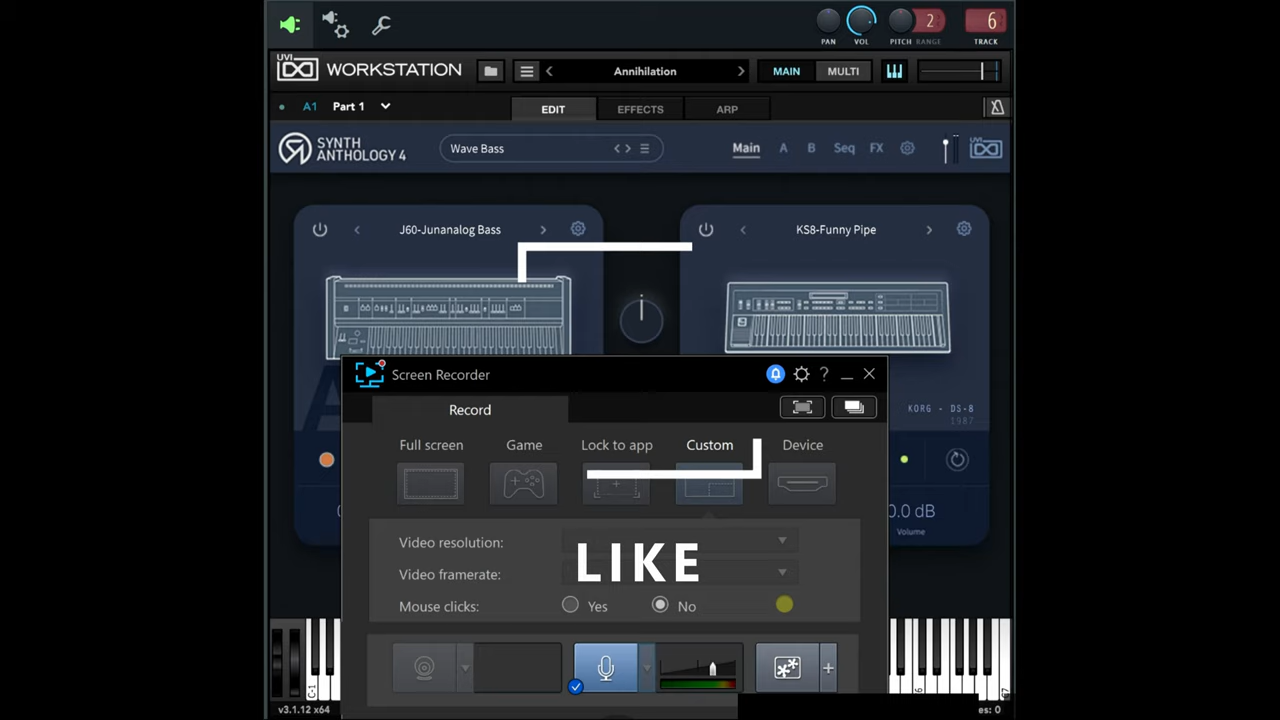 PAN VOL PITCH RANGE 2 6 TRACK
UVI WORKSTATION Annihilation MAIN MULTI
A1 Part 1 EDIT EFFECTS ARP
SYNTH ANTHOLOGY 4 Wave Bass Main A B Seq FX UVI
J60-Junanalog Bass KS8-Funny Pipe
KORG - DS-8
1987
Screen Recorder ?
Record
Full screen Game Lock to app Custom Device
0.0 dB
Volume
Video resolution:
LIKE
Video framerate:
Mouse clicks: Yes No
C-1
v3.1.12 x64 es: 0